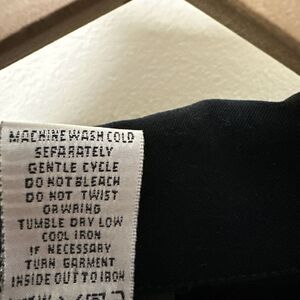 MACHINE WASH COLD
SEPARATELY
GENTLE CYCLE
DO NOT BLEACH
DO NOT TWIST
OR WRING
TUMBLE DRY LOW
COOL IRON
IF NECESSARY
TURN GARMENT
INSIDE OUT TO IRON